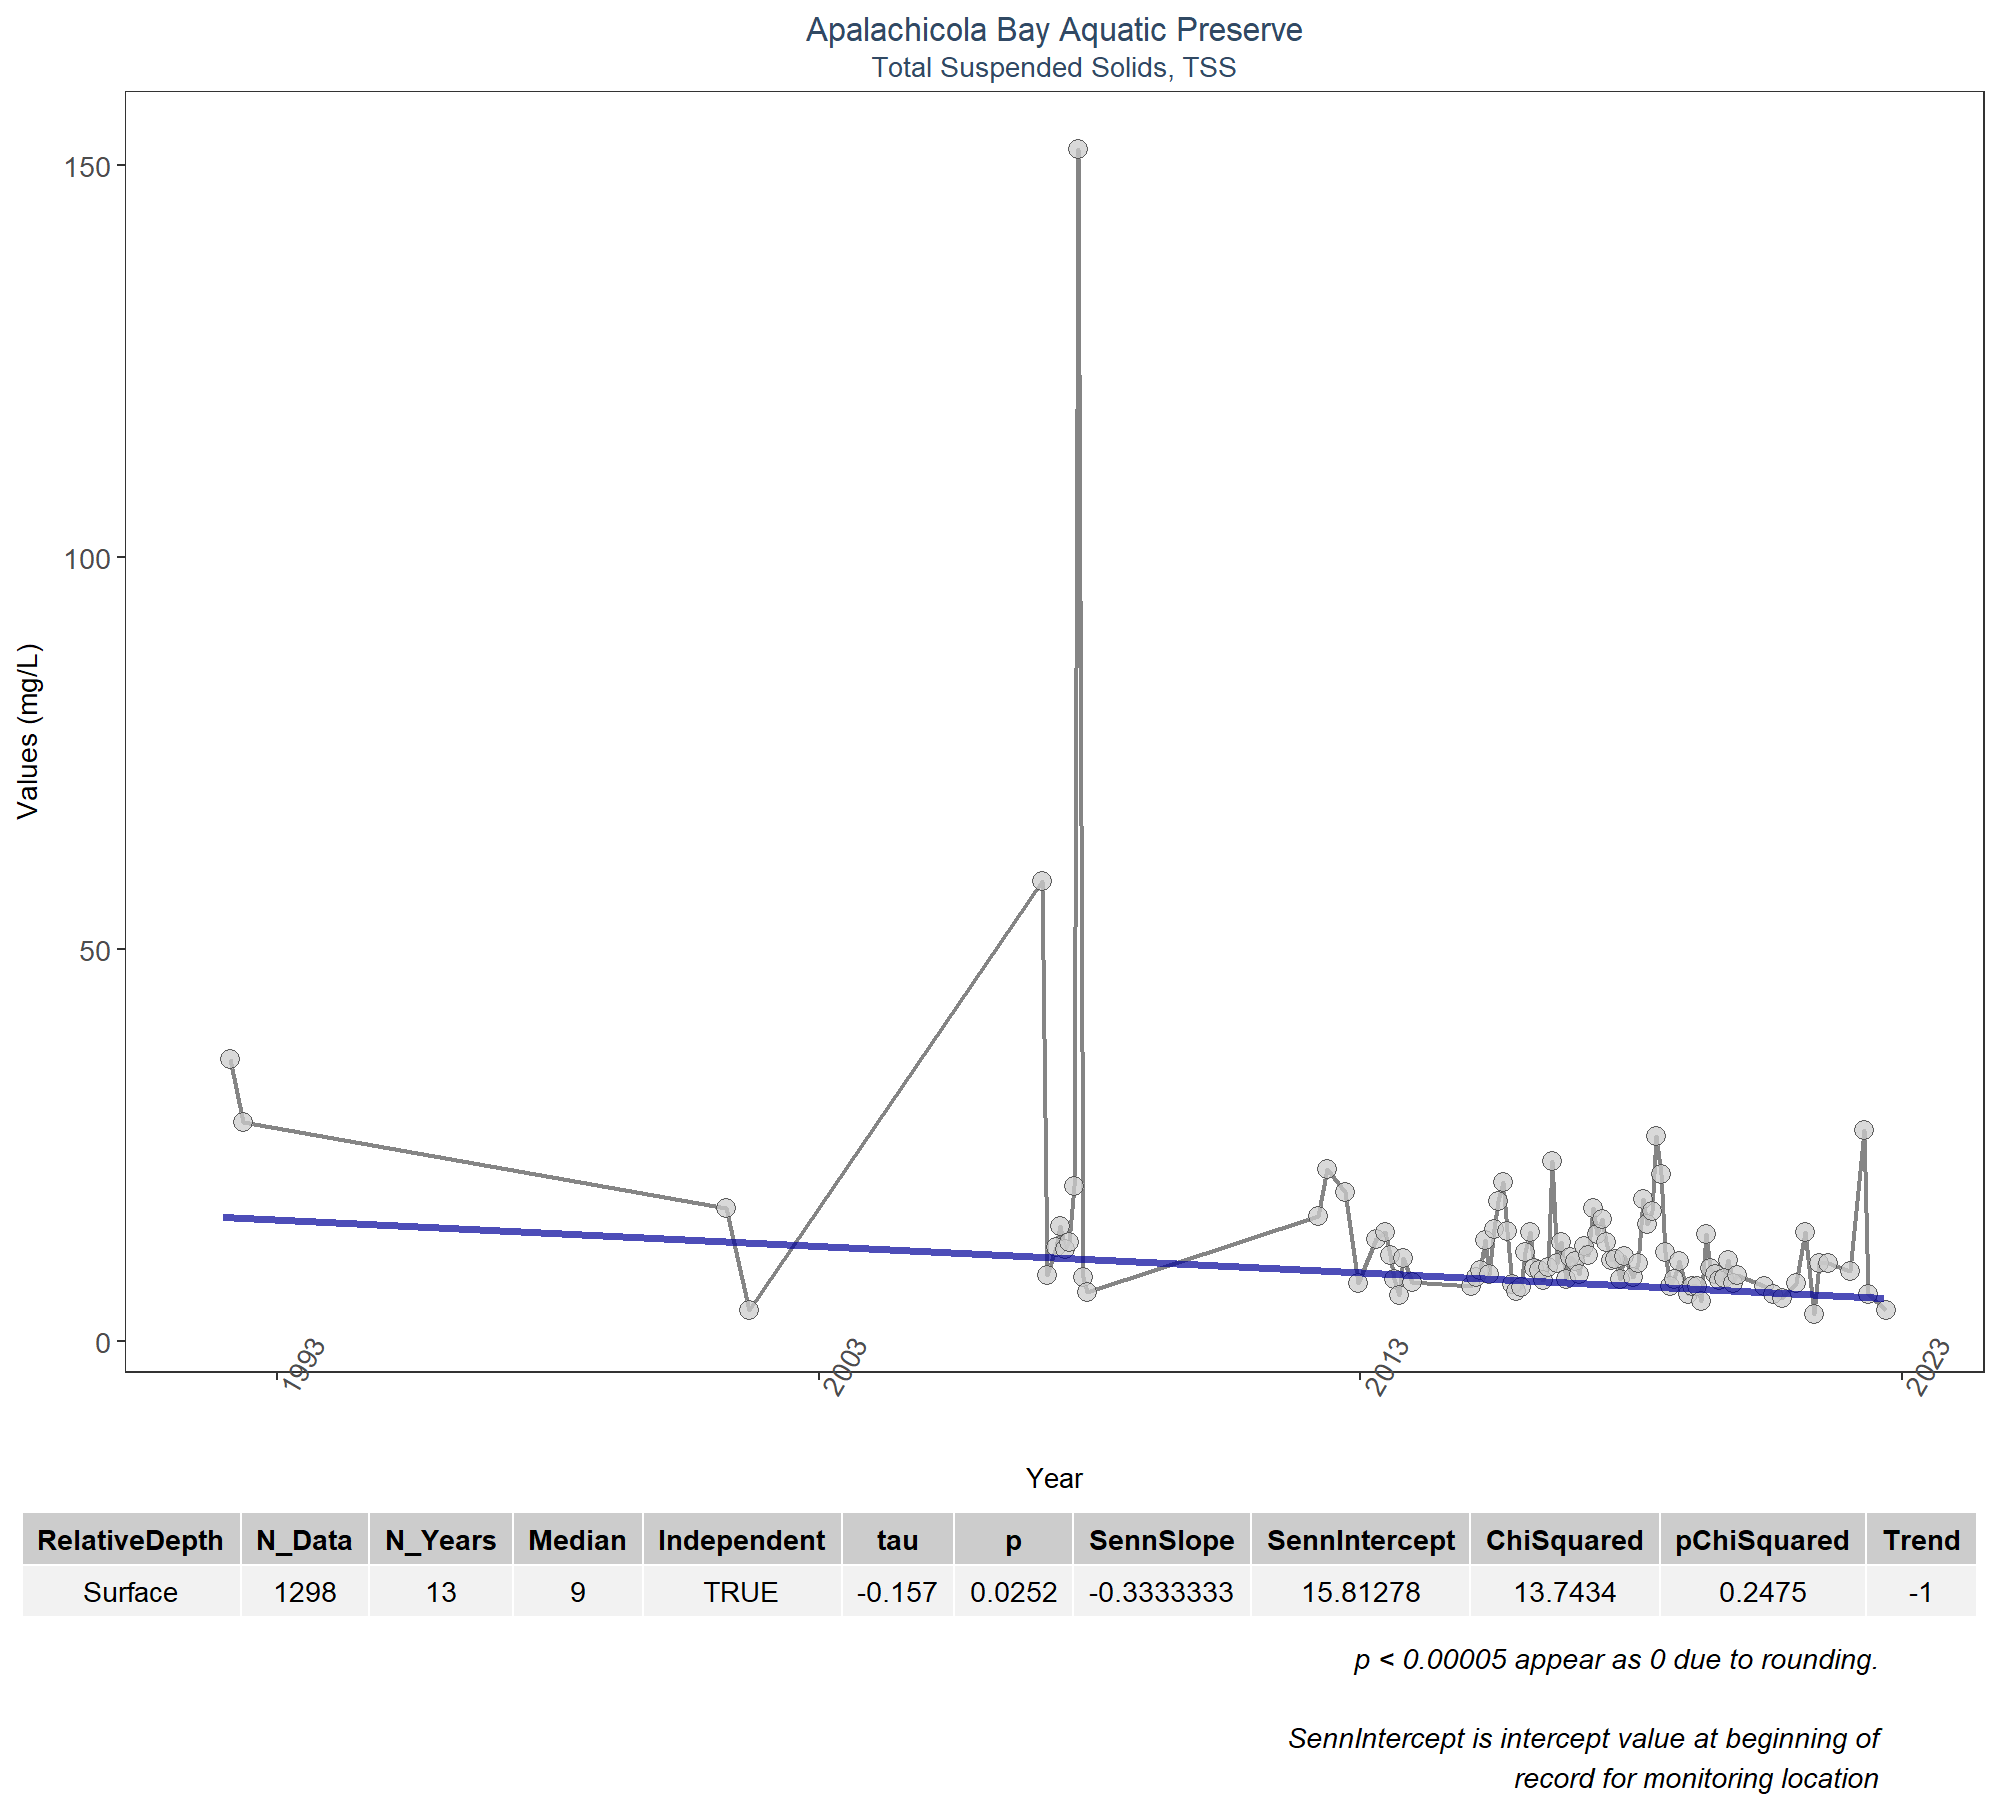 Apalachicola Bay Aquatic Preserve
Total Suspended Solids, TSS
Values (mg/L)
150
100
50
0
1993
2003
2013
2023
Year
RelativeDepth N_Data N_Years Median Independent tau p SennSlope SennIntercept ChiSquared pChiSquared Trend
Surface 1298 13 9 TRUE -0.157 0.0252 -0.3333333 15.81278 13.7434 0.2475 -1
p < 0.00005 appear as 0 due to rounding.
SennIntercept is intercept value at beginning of
record for monitoring location